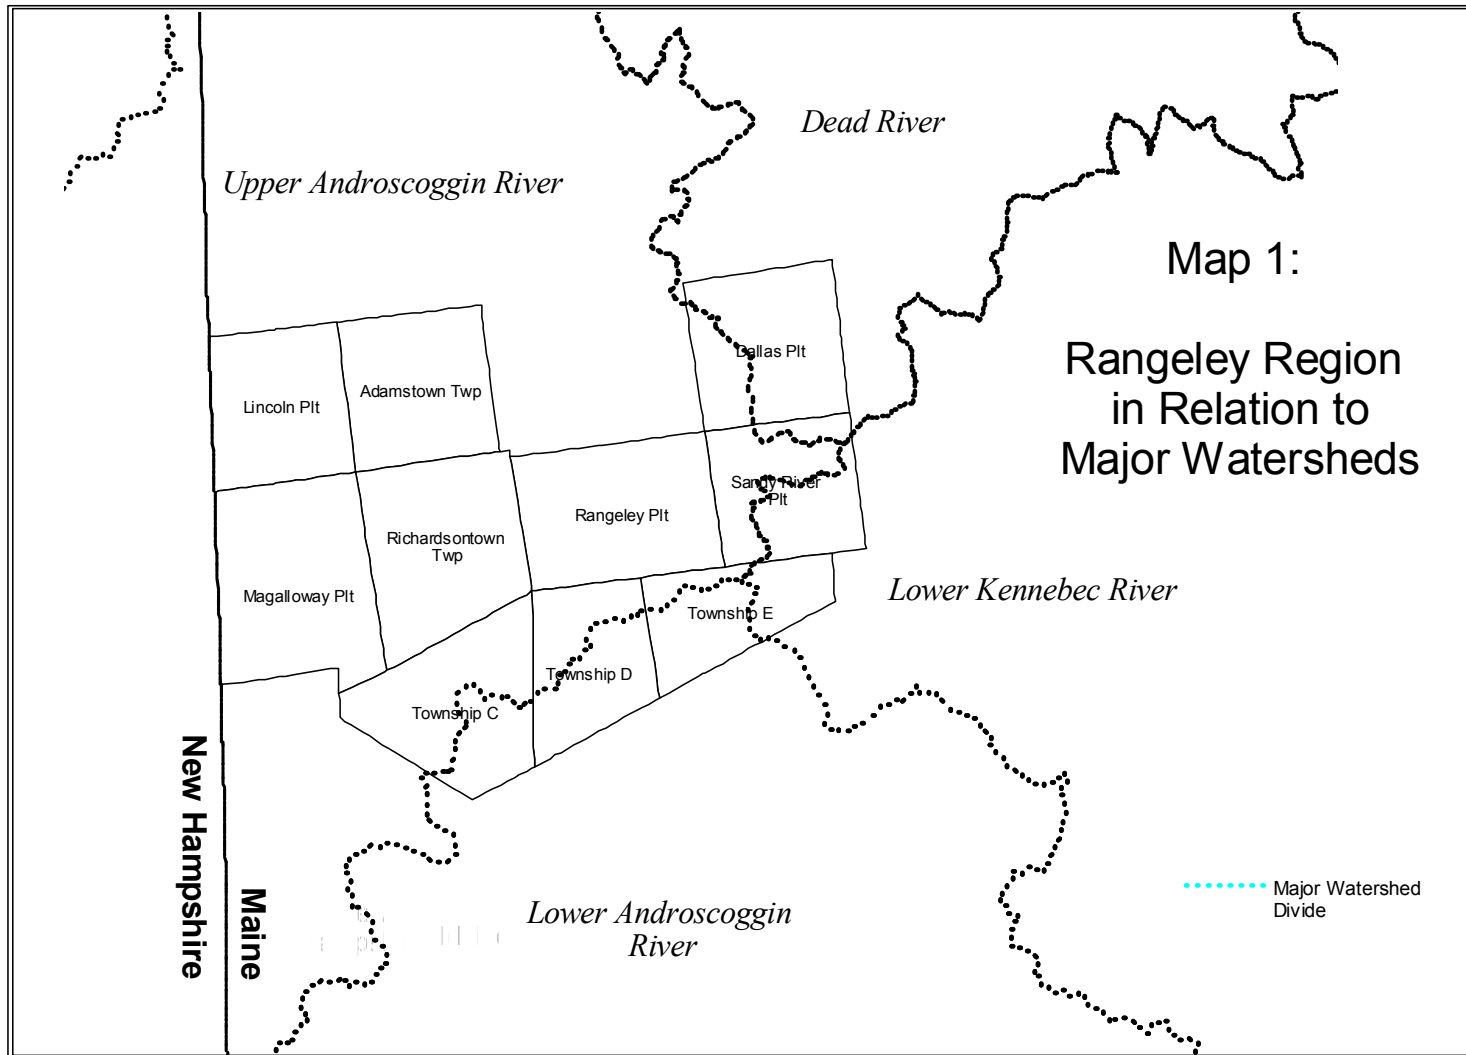 Dead River
Upper Androscoggin River
Map 1:
Rangeley Region
in Relation to
Major Watersheds
Dallas Plt
Adamstown Twp
Lincoln Plt
Sandy River
Plt
Rangeley Plt
Richardsontown
Twp
Magalloway Plt
Lower Kennebec River
Township E
Township D
Township C
New Hampshire
Maine
Major Watershed
Divide
Lower Androscoggin
River